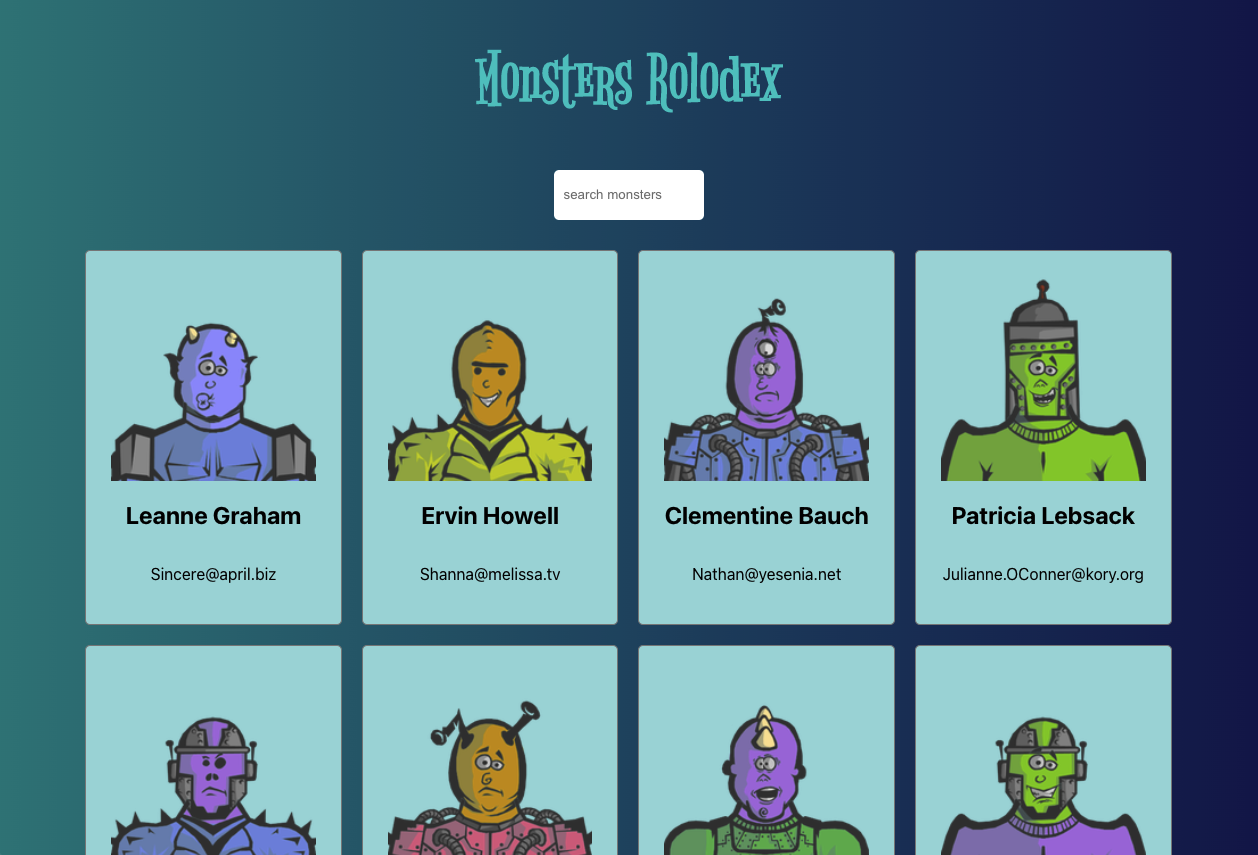 Monsters Rolodex
search monsters
Leanne Graham
Ervin Howell
Clementine Bauch
Patricia Lebsack
Sincere@april.biz
Shanna@melissa.tv
Nathan@yesenia.net
Julianne.OConner@kory.org